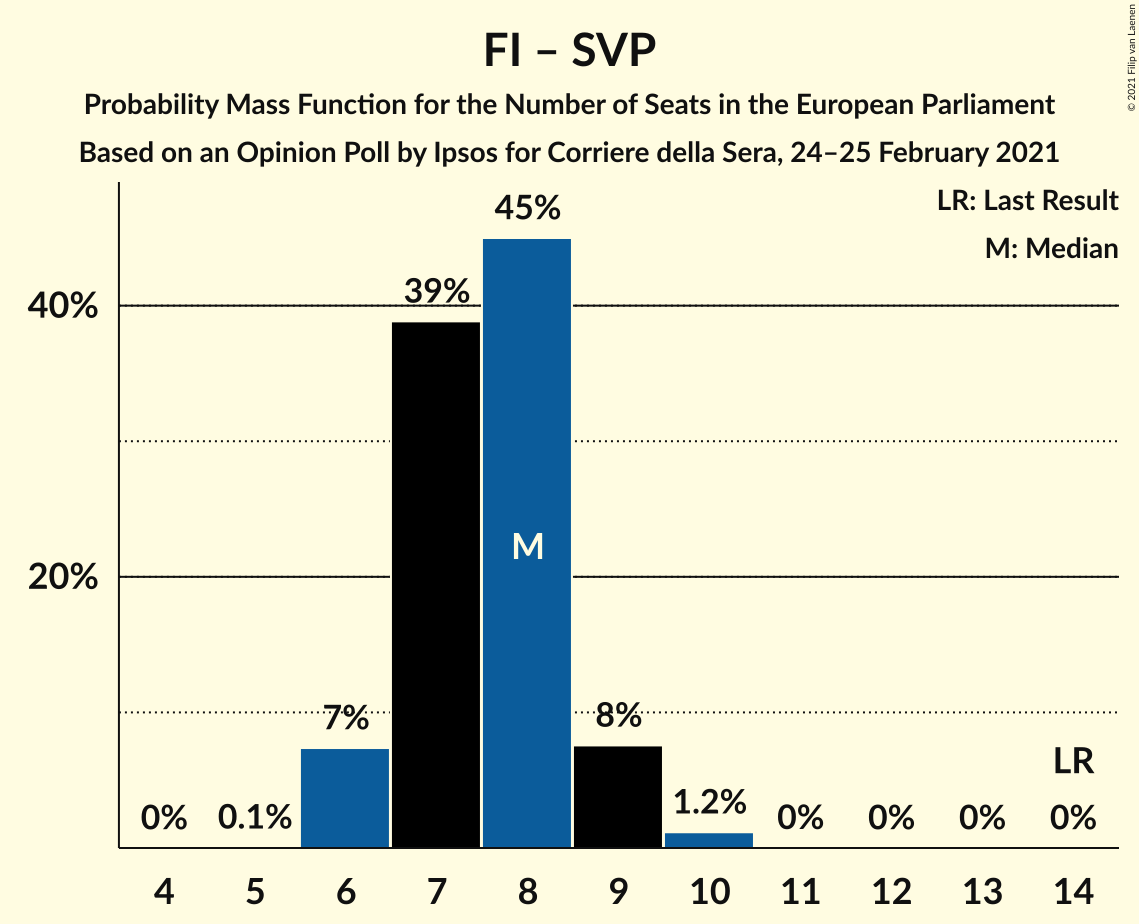 FI – SVP
Probability Mass Function for the Number of Seats in the European Parliament
Based on an Opinion Poll by Ipsos for Corriere della Sera, 24–25 February 2021
© 2021 Filip van Laenen
LR: Last Result
M: Median
45%
39%
40%
M
20%
7%
8%
LR
0%
0.1%
1.2%
0%
0%
0%
0%
4 5 6 7 8 9 10 11 12 13 14